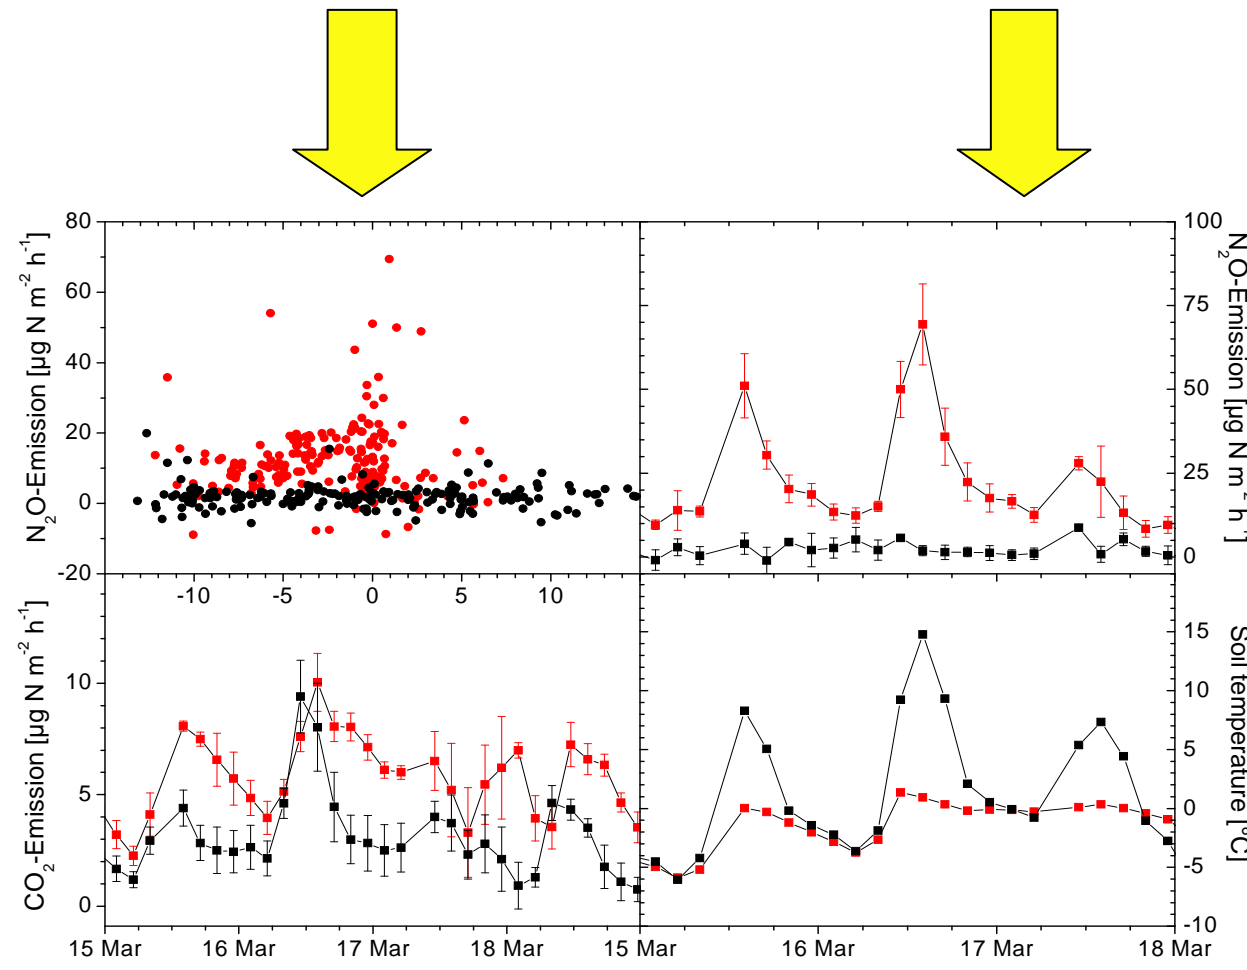 N₂O-Emission [µg N m⁻² h⁻¹]
80
60
40
20
0
-20
-10
-5
0
5
10
100
75
50
25
0
N₂O-Emission [µg N m⁻² h⁻¹]
CO₂-Emission [µg N m⁻² h⁻¹]
10
5
0
15 Mar
16 Mar
17 Mar
18 Mar
15
10
5
0
-5
-10
Soil temperature [°C]
15 Mar
16 Mar
17 Mar
18 Mar